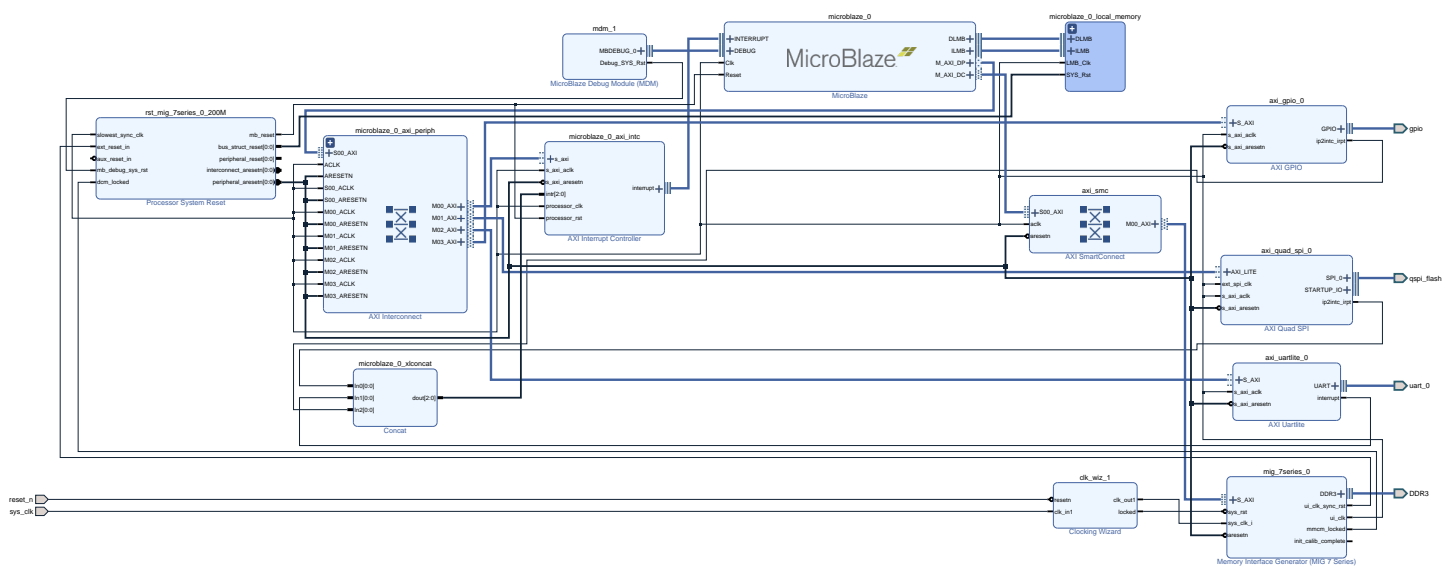 mdm_1
MBDEBUG_0
Debug_SYS_Rst
MicroBlaze Debug Module (MDM)
microblaze_0
INTERRUPT
DEBUG
Clk
Reset
MicroBlaze
DLMB
ILMB
M_AXI_DP
M_AXI_DC
MicroBlaze
microblaze_0_local_memory
DLMB
ILMB
LMB_Clk
SYS_Rst
rst_mig_7series_0_200M
slowest_sync_clk
ext_reset_in
aux_reset_in
mb_debug_sys_rst
dcm_locked
mb_reset
bus_struct_reset[0:0]
peripheral_reset[0:0]
interconnect_aresetn[0:0]
peripheral_aresetn[0:0]
Processor System Reset
microblaze_0_axi_periph
S00_AXI
ACLK
ARESETN
S00_ACLK
S00_ARESETN
M00_ACLK
M00_ARESETN
M01_ACLK
M01_ARESETN
M02_ACLK
M02_ARESETN
M03_ACLK
M03_ARESETN
M00_AXI
M01_AXI
M02_AXI
M03_AXI
AXI Interconnect
microblaze_0_axi_intc
s_axi
s_axi_aclk
s_axi_aresetn
intr[2:0]
processor_clk
processor_rst
interrupt
AXI Interrupt Controller
axi_gpio_0
S_AXI
s_axi_aclk
s_axi_aresetn
GPIO
ip2intc_irpt
AXI GPIO
gpio
axi_smc
S00_AXI
aclk
aresetn
M00_AXI
AXI SmartConnect
axi_quad_spi_0
AXI_LITE
ext_spi_clk
s_axi_aclk
s_axi_aresetn
SPI_0
STARTUP_IO
ip2intc_irpt
AXI Quad SPI
qspi_flash
microblaze_0_xlconcat
In0[0:0]
In1[0:0]
In2[0:0]
dout[2:0]
Concat
axi_uartlite_0
S_AXI
s_axi_aclk
s_axi_aresetn
UART
interrupt
AXI Uartlite
uart_0
reset_n
sys_clk
clk_wiz_1
resetn
clk_in1
clk_out1
locked
Clocking Wizard
mig_7series_0
S_AXI
sys_rst
sys_clk_i
aresetn
DDR3
ui_clk_sync_rst
ui_clk
mmcm_locked
init_calib_complete
Memory Interface Generator (MIG 7 Series)
DDR3